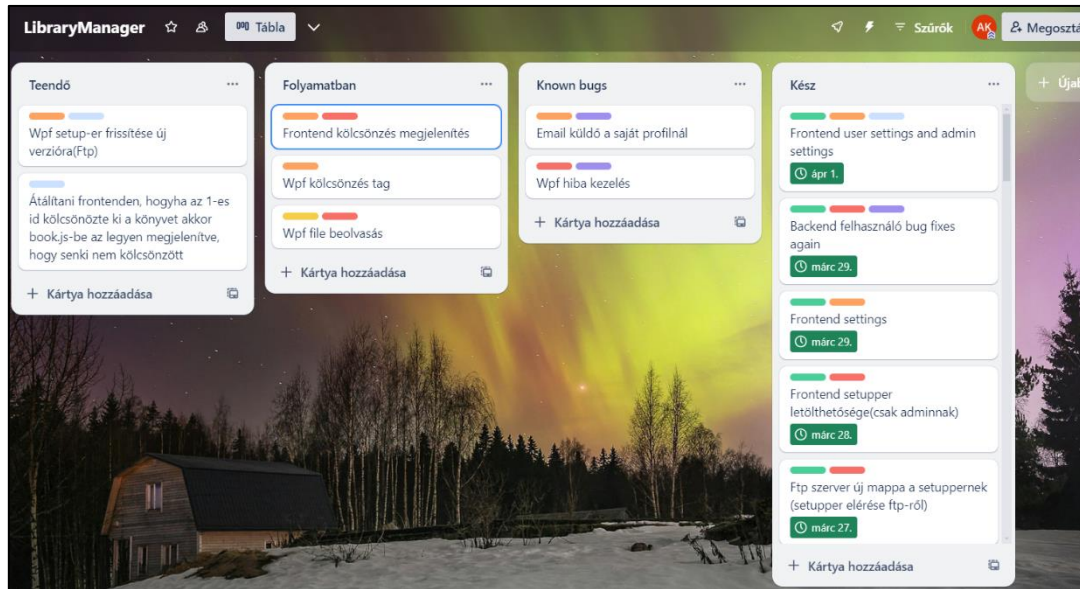 LibraryManager
Tábla
Szűrők
AK
Megosztá
Teendő
Wpf setup-er frissítése új
verzióra(Ftp)
Átálítani frontenden, hogyha az 1-es
id kölcsönözte ki a könyvet akkor
book.js-be az legyen megjelenítve,
hogy senki nem kölcsönzött
+ Kártya hozzáadása
Folyamatban
Frontend kölcsönzés megjelenítés
Wpf kölcsönzés tag
Wpf file beolvasás
+ Kártya hozzáadása
Known bugs
Email küldő a saját profilnál
Wpf hiba kezelés
+ Kártya hozzáadása
Kész
Frontend user settings and admin
settings
ápr 1.
Backend felhasználó bug fixes
again
márc 29.
Frontend settings
márc 29.
Frontend setupper
letölthetősége(csak adminnak)
márc 28.
Ftp szerver új mappa a setuppernek
(setupper elérése ftp-ről)
márc 27.
+ Kártya hozzáadása
+ Újab